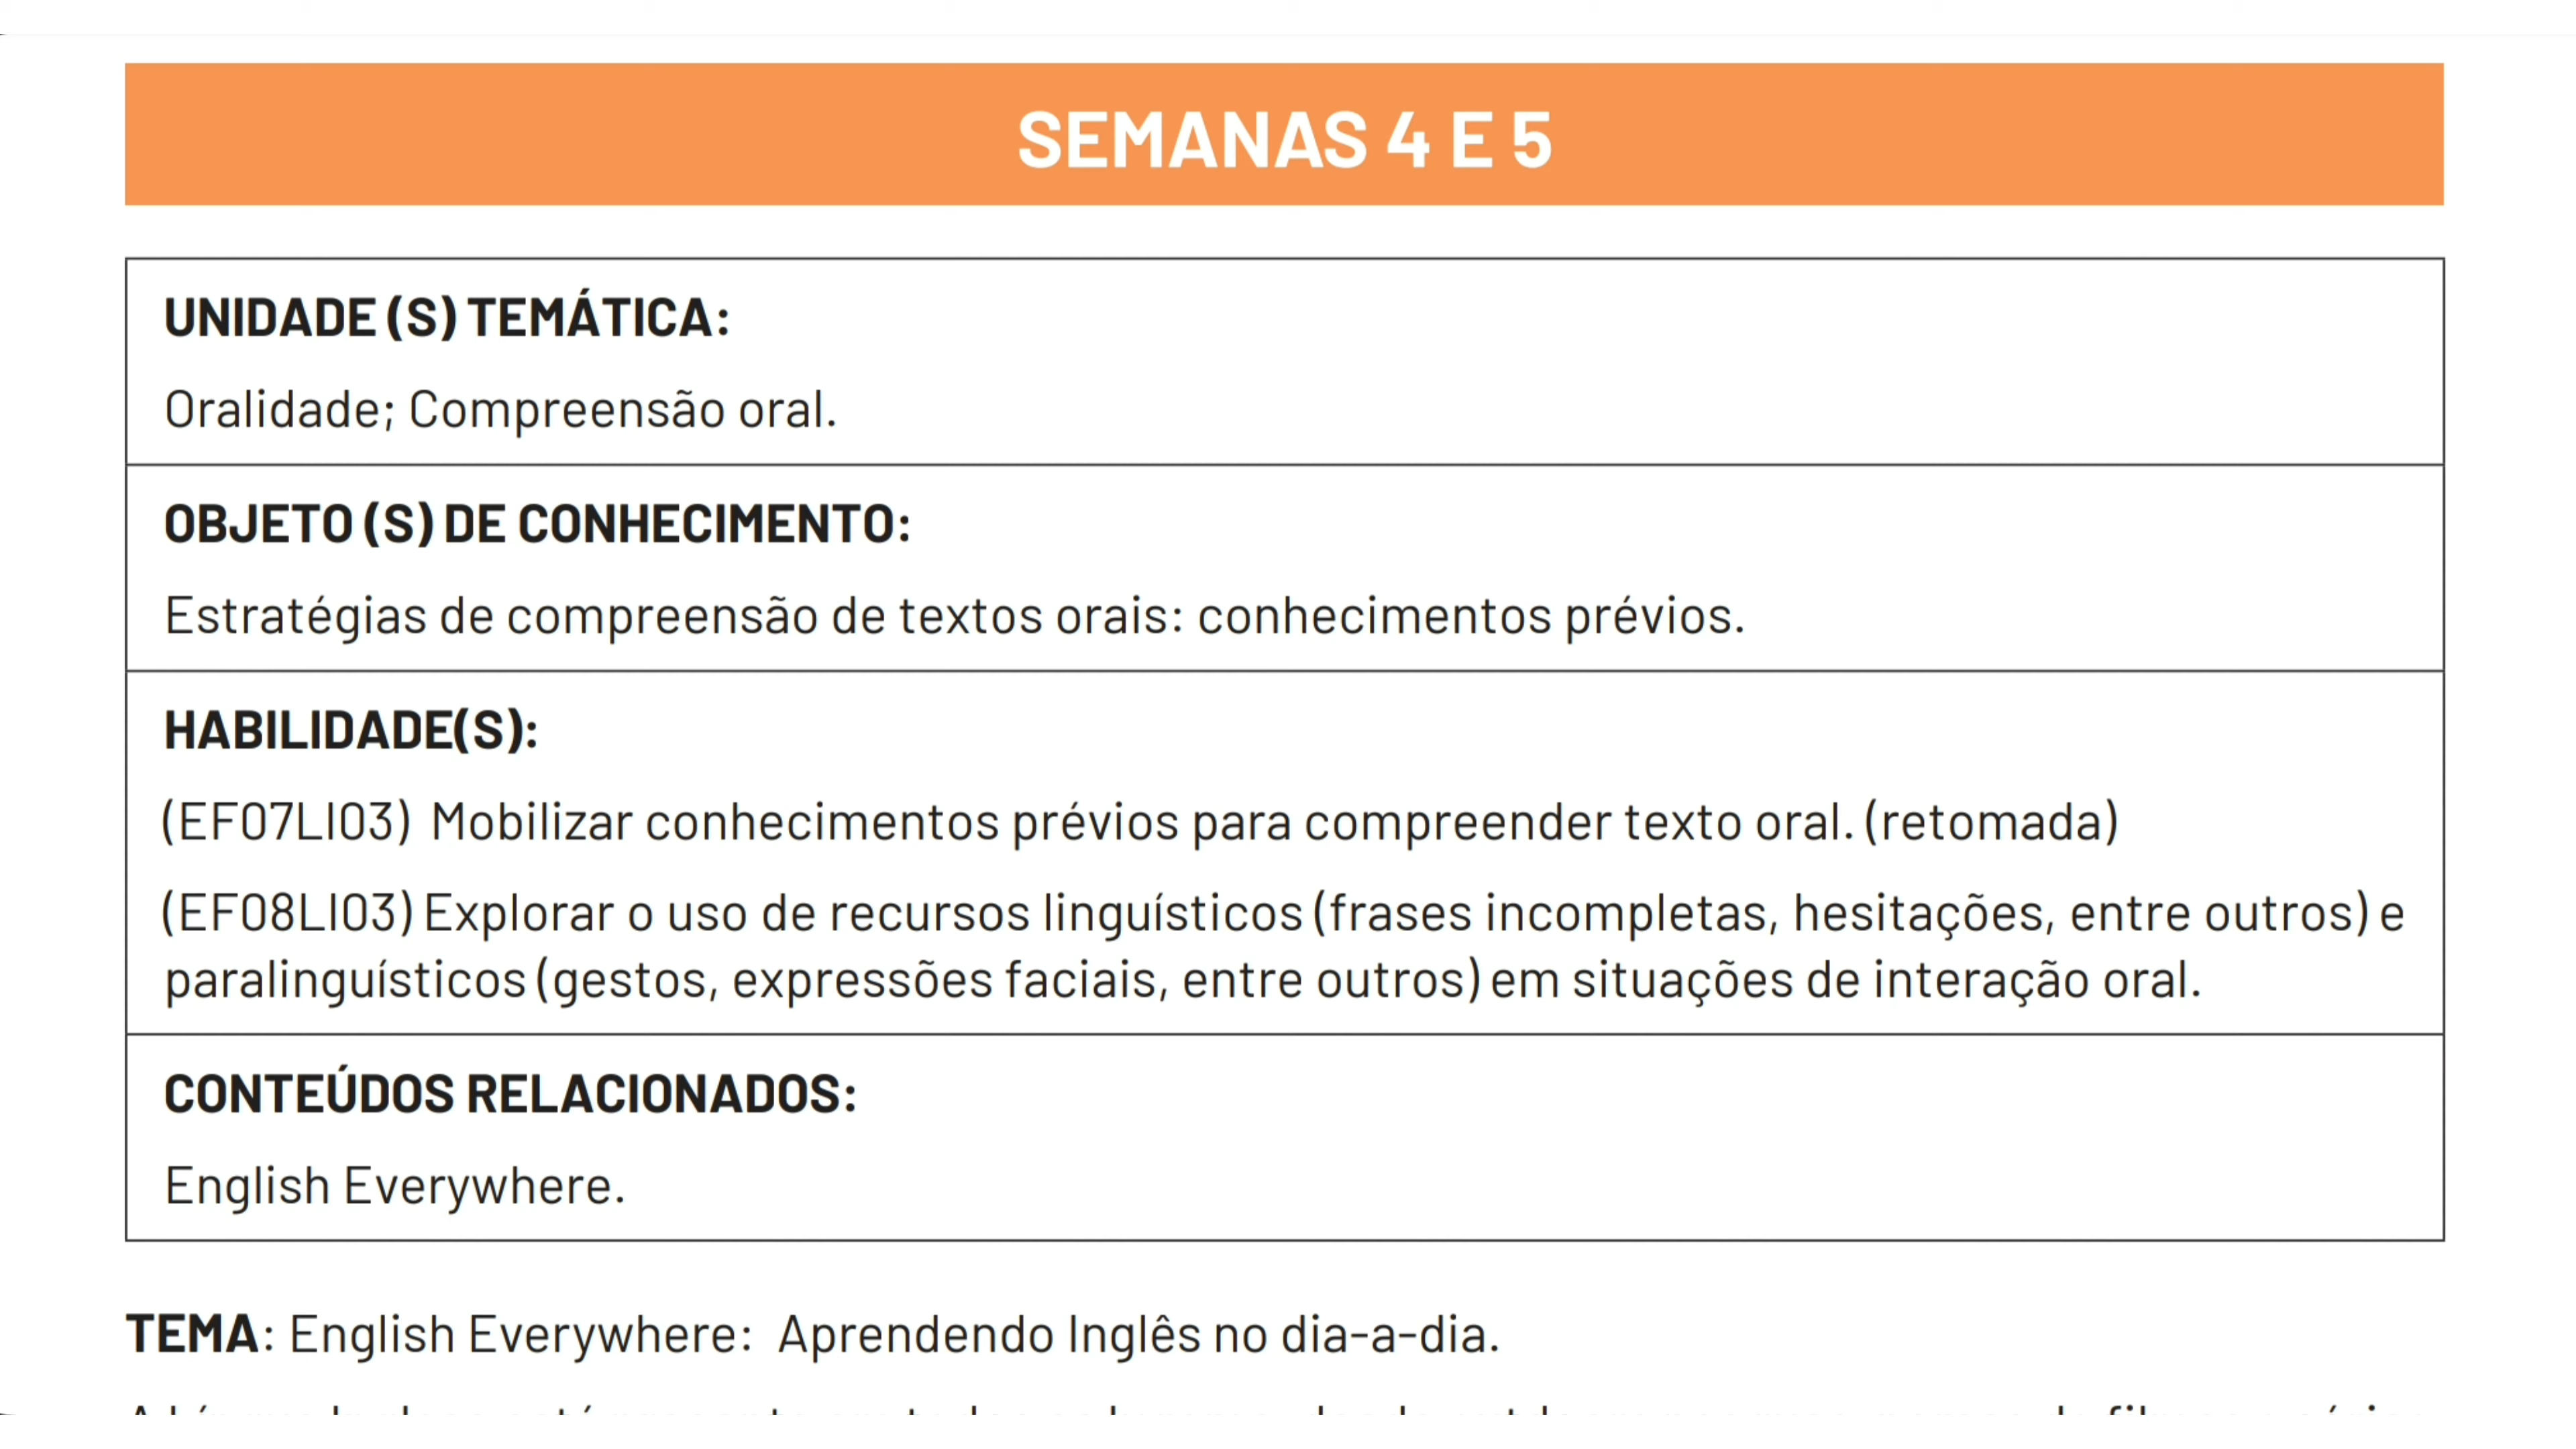 SEMANAS 4 E 5
UNIDADE (S) TEMÁTICA:
Oralidade; Compreensão oral.
OBJETO (S) DE CONHECIMENTO:
Estratégias de compreensão de textos orais: conhecimentos prévios.
HABILIDADE(S):
(EF07LI03) Mobilizar conhecimentos prévios para compreender texto oral. (retomada)
(EF08LI03) Explorar o uso de recursos linguísticos (frases incompletas, hesitações, entre outros) e
paralinguísticos (gestos, expressões faciais, entre outros) em situações de interação oral.
CONTEÚDOS RELACIONADOS:
English Everywhere.
TEMA: English Everywhere: Aprendendo Inglês no dia-a-dia.